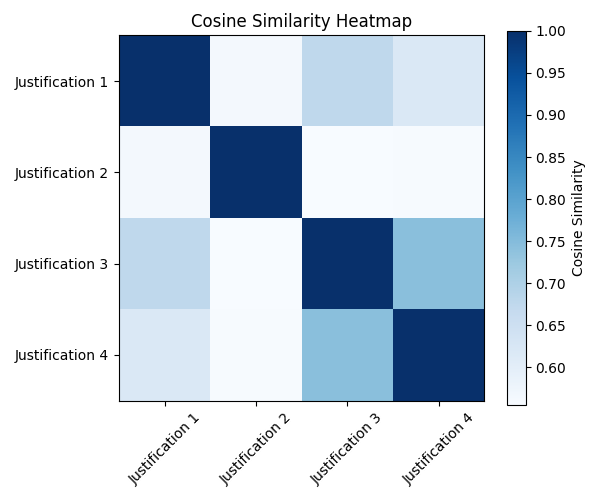 Cosine Similarity Heatmap
Justification 1
Justification 2
Justification 3
Justification 4
Justification 1
Justification 2
Justification 3
Justification 4
1.00
0.95
0.90
0.85
0.80
0.75
0.70
0.65
0.60
Cosine Similarity